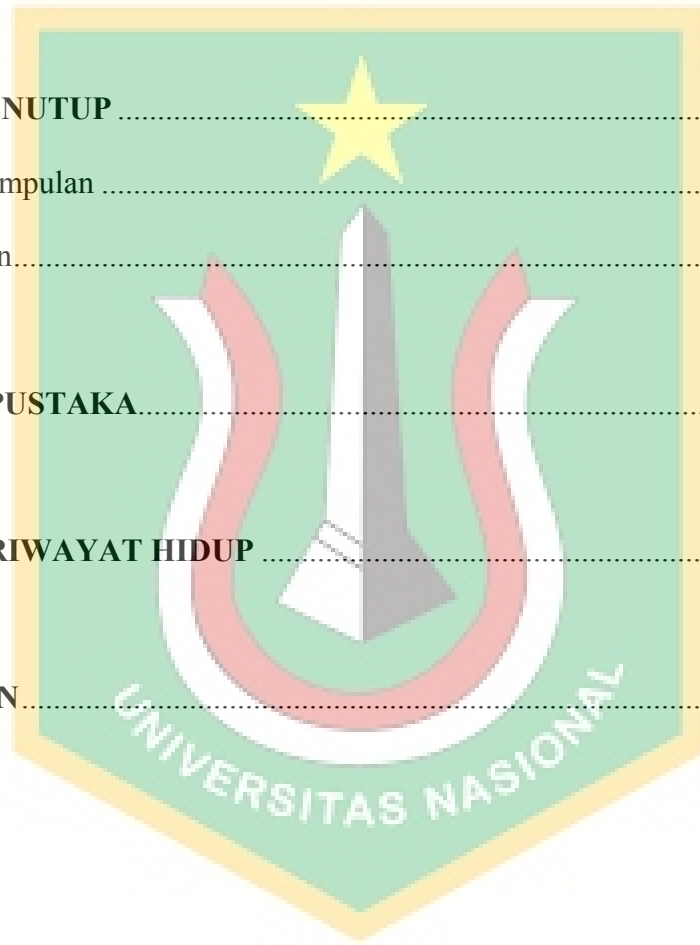 NUTUP ................................................................................
mpulan ................................................................................
n................................................................................
PUSTAKA................................................................................
RIWAYAT HIDUP ................................................................................
N................................................................................
UNIVERSITAS NASIONAL